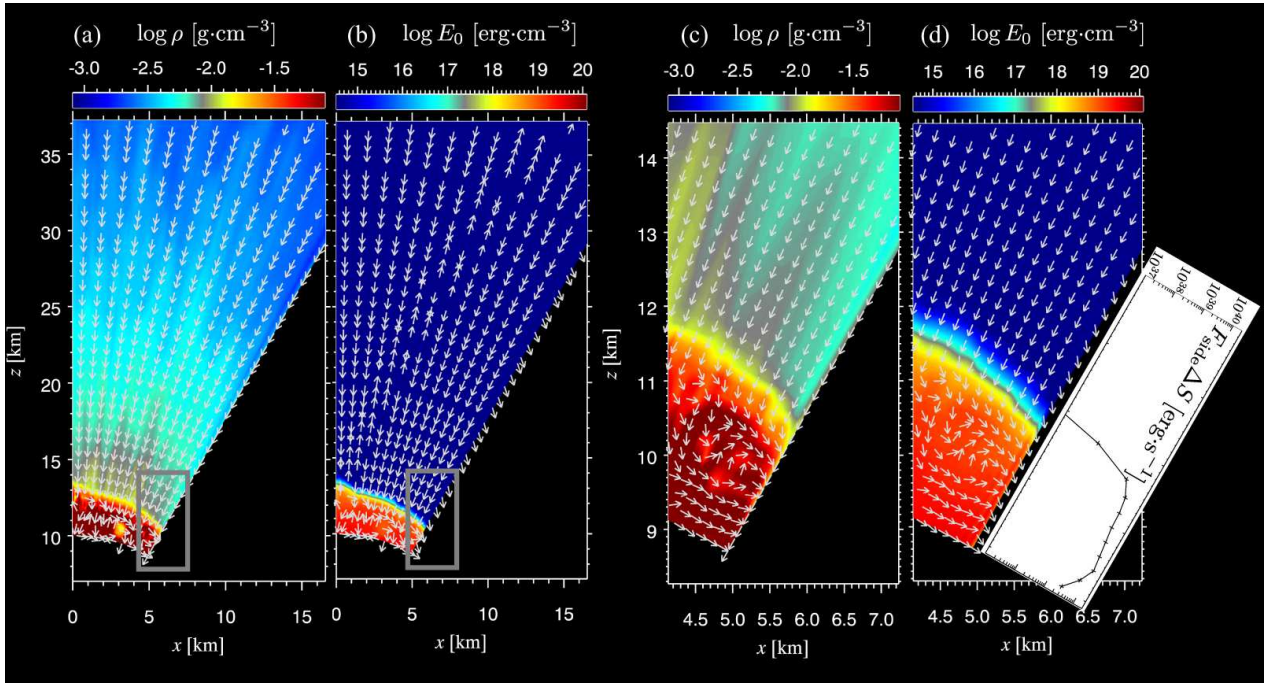 (a) log ρ [g·cm⁻³] (b) log E₀ [erg·cm⁻³] (c) log ρ [g·cm⁻³] (d) log E₀ [erg·cm⁻³]
-3.0 -2.5 -2.0 -1.5 15 16 17 18 19 20 -3.0 -2.5 -2.0 -1.5 15 16 17 18 19 20
35
30
25
20
15
10
z [km]
0 5 10 15 0 5 10 15
x [km] x [km]
14
13
12
11
10
9
z [km]
4.5 5.0 5.5 6.0 6.5 7.0 4.5 5.0 5.5 6.0 6.5 7.0
x [km] x [km]
10³⁷ 10³⁸ 10³⁹ 10⁴⁰
F_side ΔS [erg·s⁻¹]